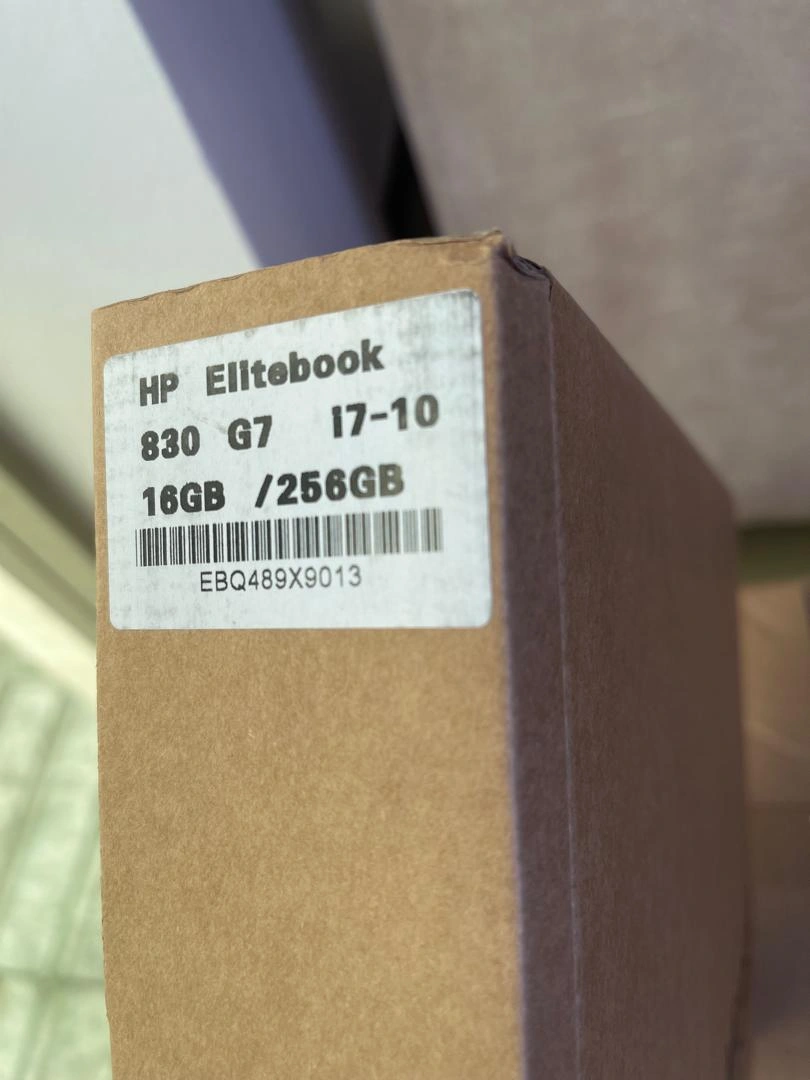 HP Elitebook
830 G7 i7-10
16GB /256GB
EBQ489X9013